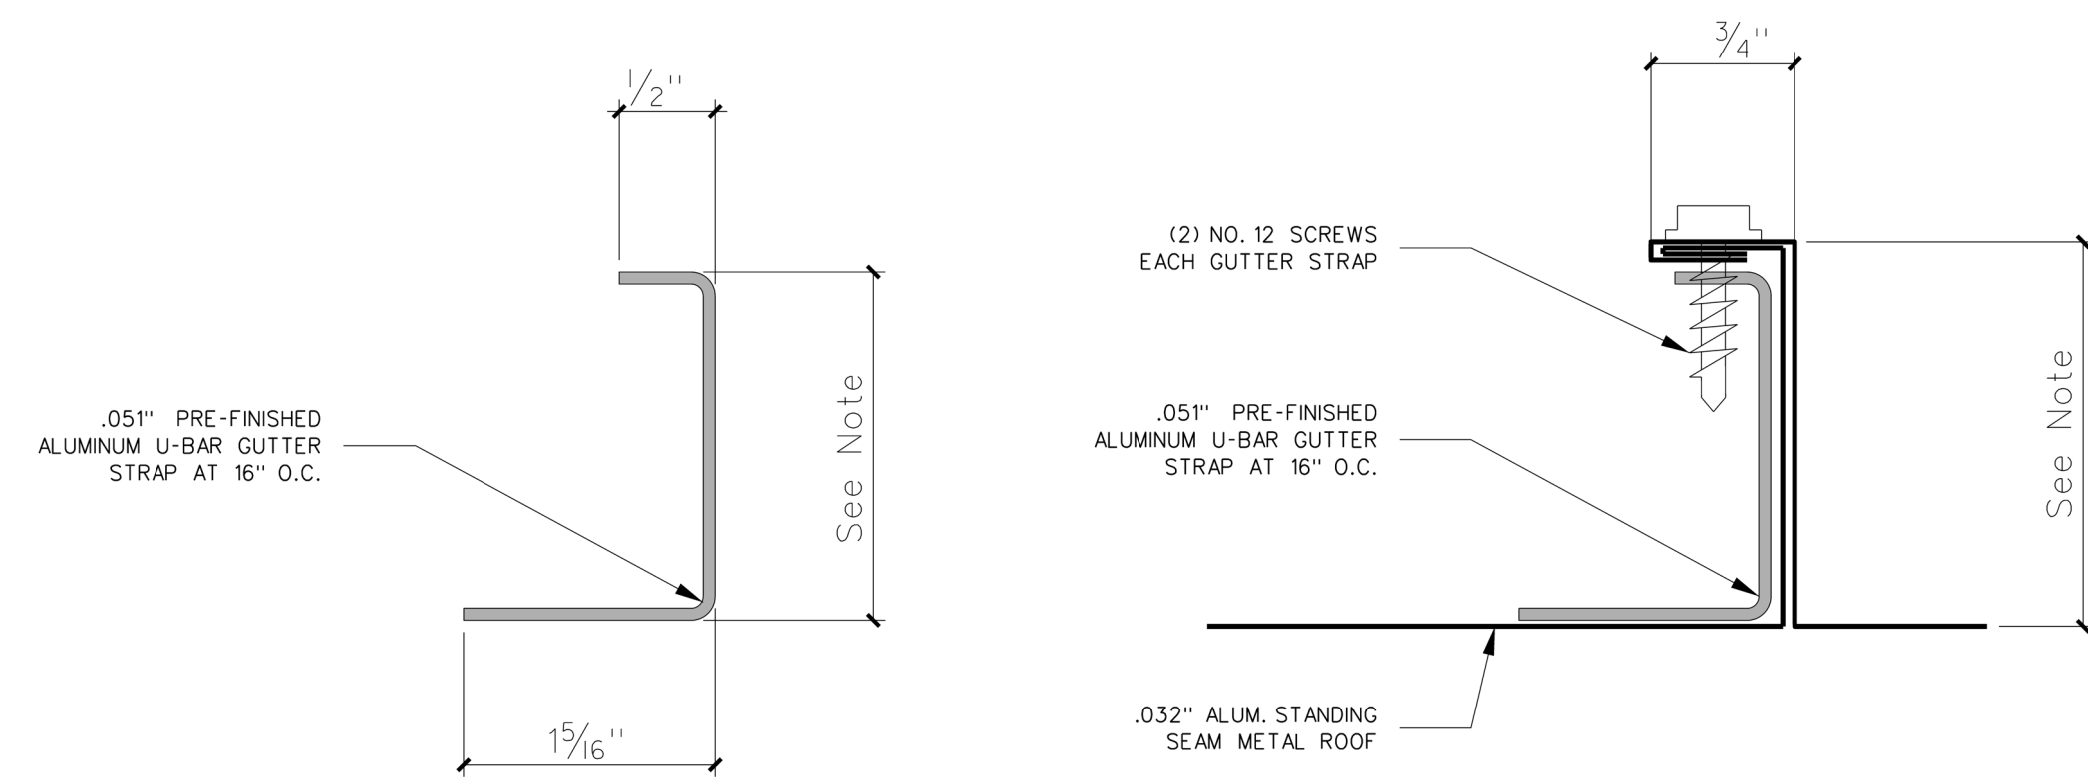 1/2"
.051" PRE-FINISHED
ALUMINUM U-BAR GUTTER
STRAP AT 16" O.C.
See Note
1 5/16"
3/4"
(2) NO. 12 SCREWS
EACH GUTTER STRAP
.051" PRE-FINISHED
ALUMINUM U-BAR GUTTER
STRAP AT 16" O.C.
See Note
.032" ALUM. STANDING
SEAM METAL ROOF